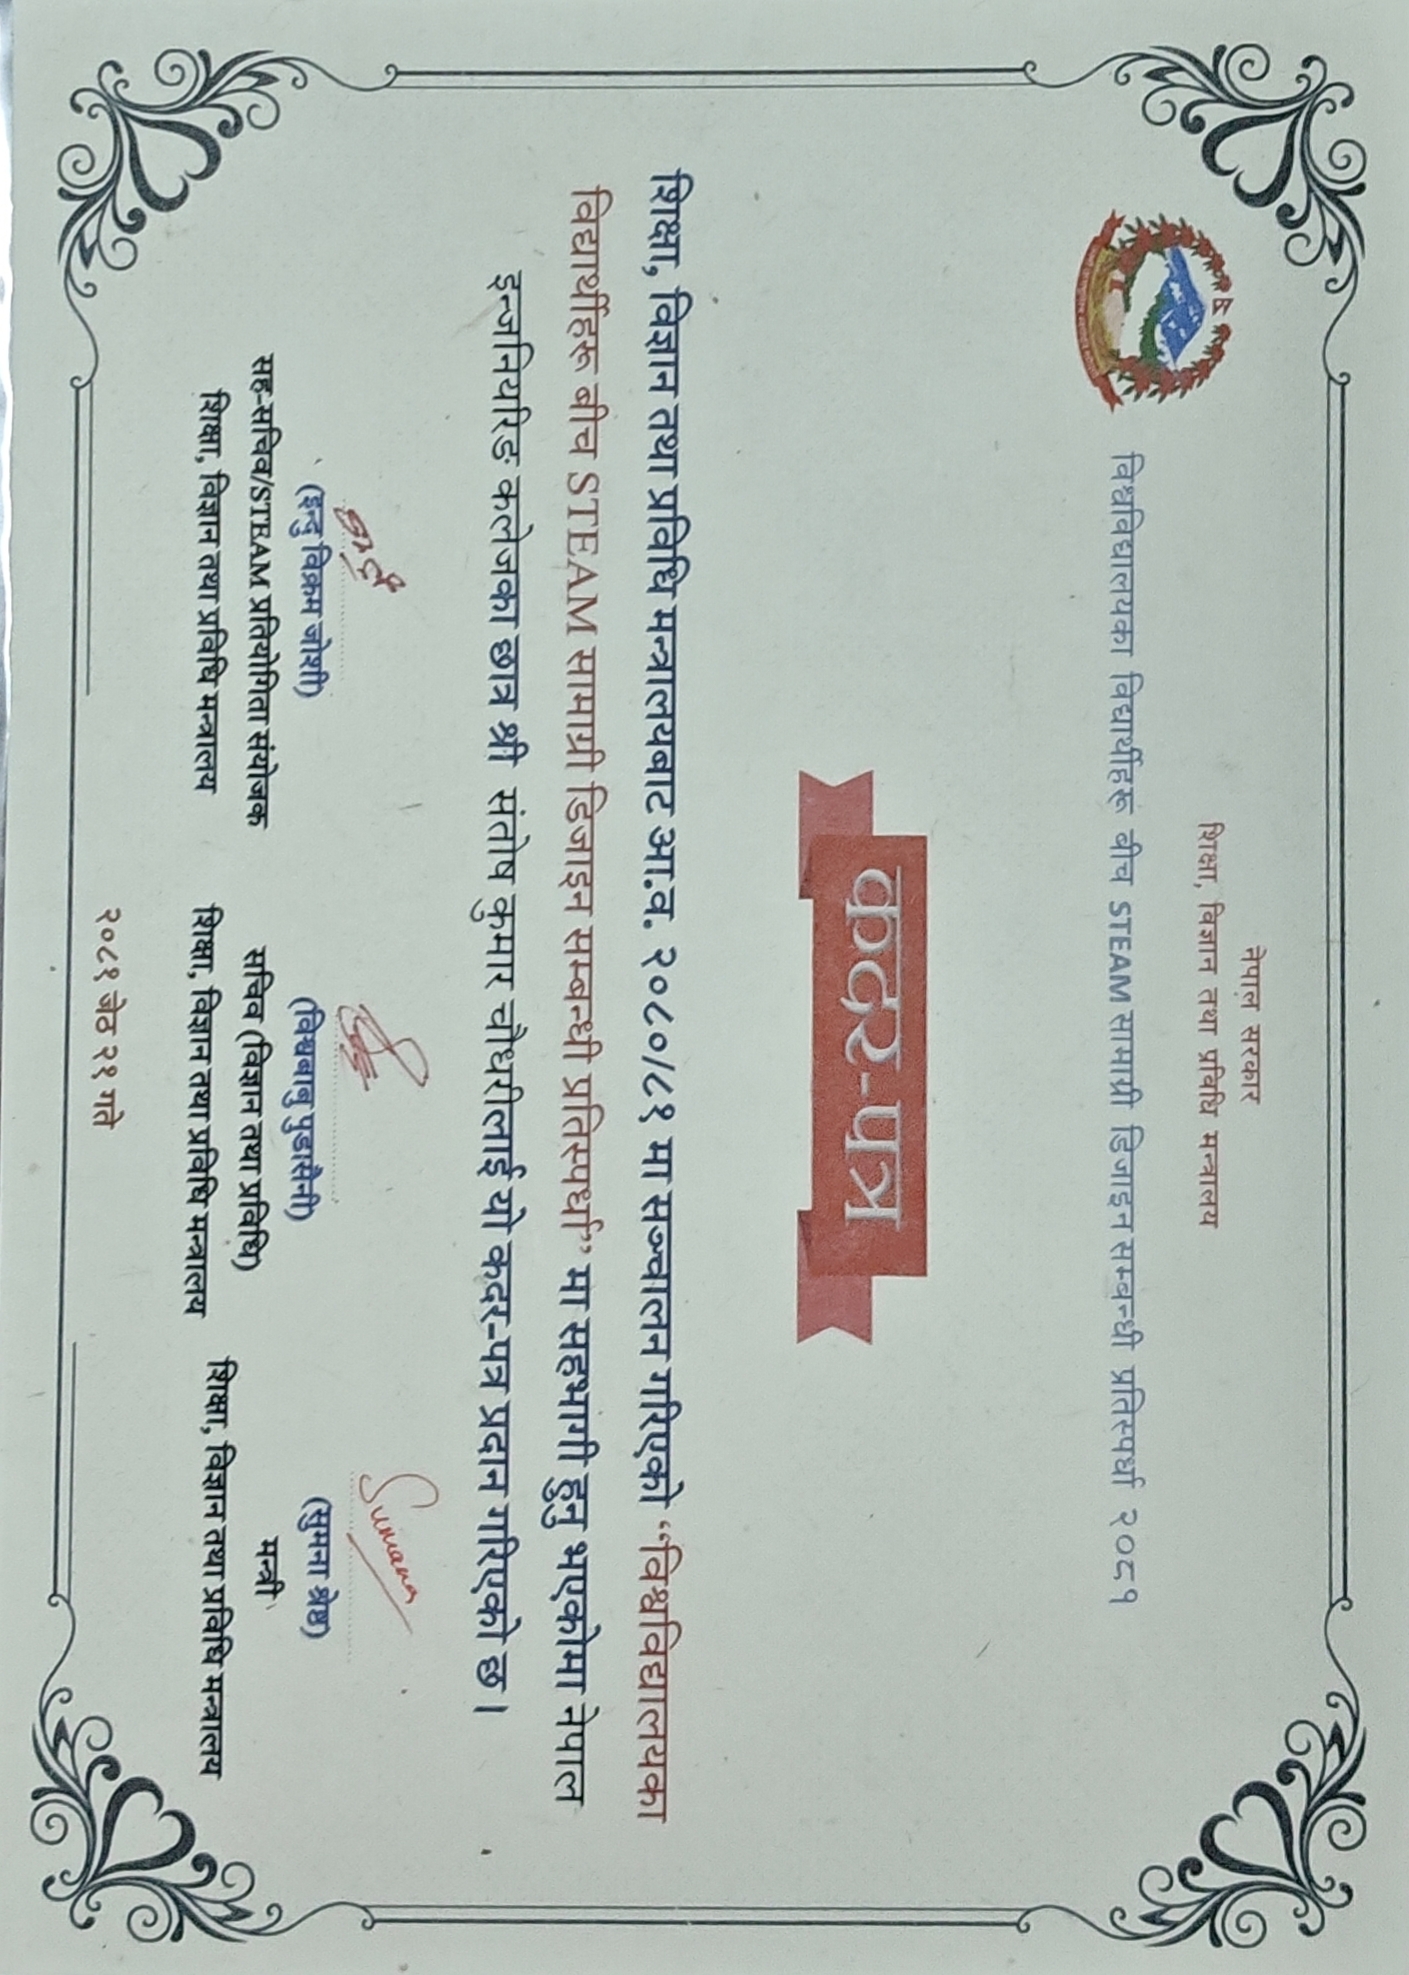 नेपाल सरकार
शिक्षा, विज्ञान तथा प्रविधि मन्त्रालय
विश्वविद्यालयका विद्यार्थीहरू बीच STEAM सामाग्री डिजाइन सम्बन्धी प्रतिस्पर्धा २०८१
कदर-पत्र
शिक्षा, विज्ञान तथा प्रविधि मन्त्रालयबाट आ.व. २०८०/८१ मा सञ्चालन गरिएको “विश्वविद्यालयका
विद्यार्थीहरू बीच STEAM सामाग्री डिजाइन सम्बन्धी प्रतिस्पर्धा” मा सहभागी हुनु भएकोमा नेपाल
इन्जनियरिङ कलेजका छात्र श्री संतोष कुमार चौधरीलाई यो कदर-पत्र प्रदान गरिएको छ।
Sumana
(इन्दु विक्रम जोशी)
सह-सचिव/STEAM प्रतियोगिता संयोजक
शिक्षा, विज्ञान तथा प्रविधि मन्त्रालय
(विश्वबाबु पुडासैनी)
सचिव (विज्ञान तथा प्रविधि)
शिक्षा, विज्ञान तथा प्रविधि मन्त्रालय
(सुमना श्रेष्ठ)
मन्त्री
शिक्षा, विज्ञान तथा प्रविधि मन्त्रालय
२०८१ जेठ २१ गते